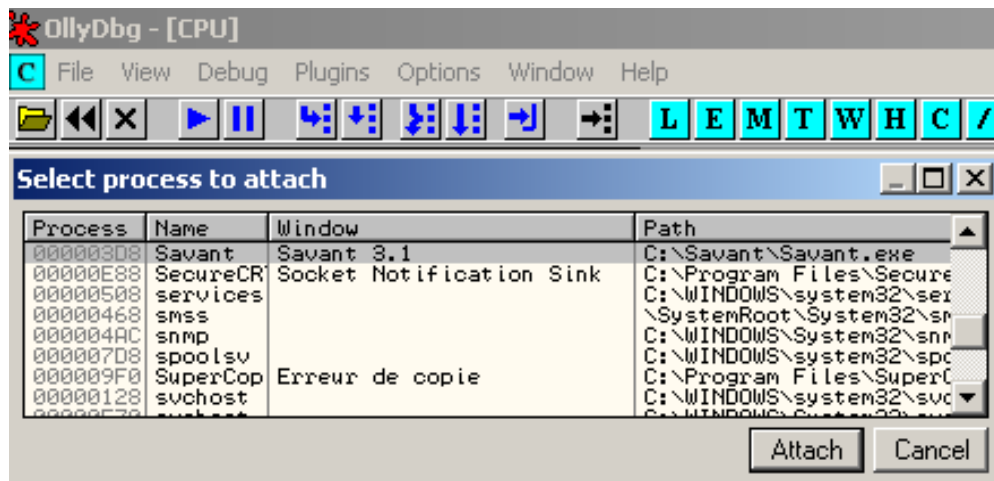 OllyDbg - [CPU]
C File View Debug Plugins Options Window Help
L E M T W H C /
Select process to attach
Process Name Window Path
000003D8 Savant Savant 3.1 C:\Savant\Savant.exe
00000E88 SecureCR Socket Notification Sink C:\Program Files\Secure
00000508 services C:\WINDOWS\system32\ser
00000468 smss \SystemRoot\System32\sm
000004AC snmp C:\WINDOWS\system32\snm
000007D8 spoolsv C:\WINDOWS\system32\spo
000009F0 SuperCop Erreur de copie C:\Program Files\SuperC
00000128 svchost C:\WINDOWS\system32\svc
Attach Cancel